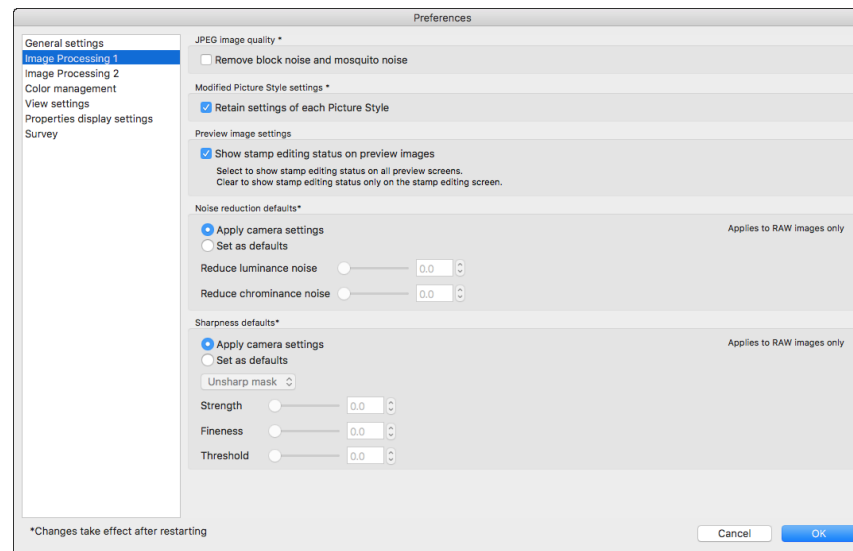 Preferences
General settings
Image Processing 1
Image Processing 2
Color management
View settings
Properties display settings
Survey
JPEG image quality *
Remove block noise and mosquito noise
Modified Picture Style settings *
Retain settings of each Picture Style
Preview image settings
Show stamp editing status on preview images
Select to show stamp editing status on all preview screens.
Clear to show stamp editing status only on the stamp editing screen.
Noise reduction defaults*
Apply camera settings
Applies to RAW images only
Set as defaults
Reduce luminance noise 0.0
Reduce chrominance noise 0.0
Sharpness defaults*
Apply camera settings
Applies to RAW images only
Set as defaults
Unsharp mask
Strength 0.0
Fineness 0.0
Threshold 0.0
*Changes take effect after restarting
Cancel
OK